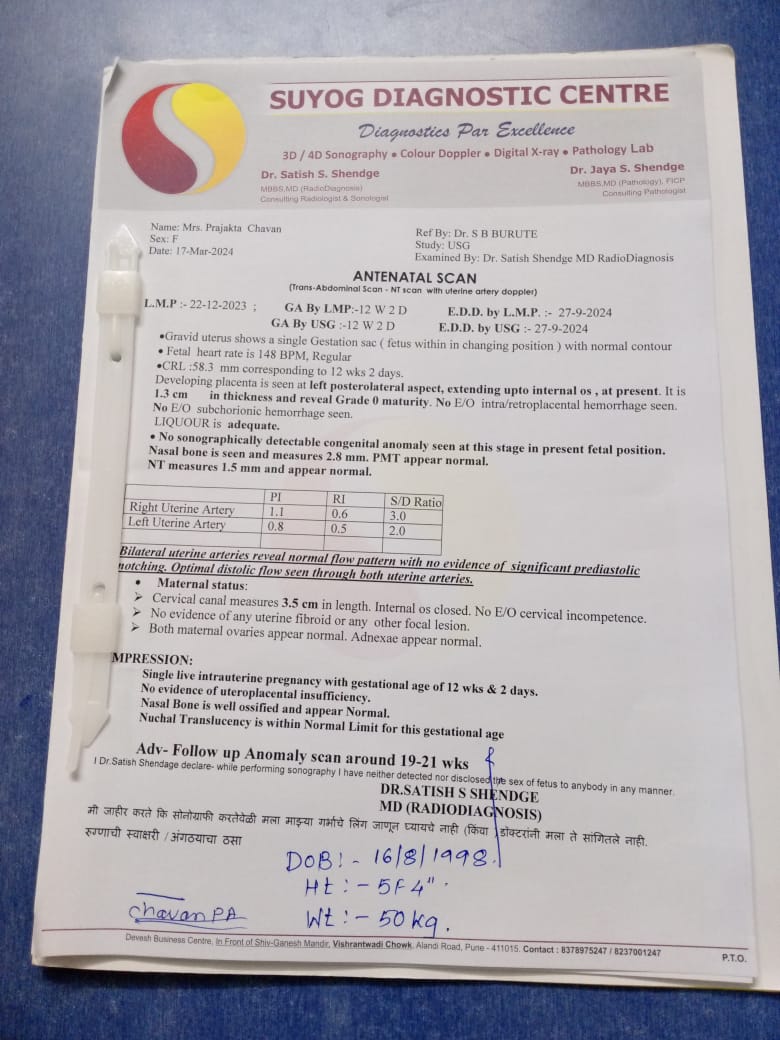 SUYOG DIAGNOSTIC CENTRE
Diagnostics Par Excellence
3D / 4D Sonography • Colour Doppler • Digital X-ray • Pathology Lab
Dr. Satish S. Shendge
MBBS,MD (RadioDiagnosis)
Consulting Radiologist & Sonologist
Dr. Jaya S. Shendge
MBBS,MD (Pathology), FICP
Consulting Pathologist
Name: Mrs. Prajakta Chavan
Sex: F
Date: 17-Mar-2024
Ref By: Dr. S B BURUTE
Study: USG
Examined By: Dr. Satish Shendge MD RadioDiagnosis
ANTENATAL SCAN
(Trans-Abdominal Scan - NT scan with uterine artery doppler)
L.M.P :- 22-12-2023 ; GA By LMP:-12 W 2 D E.D.D. by L.M.P. :- 27-9-2024
GA By USG :-12 W 2 D E.D.D. by USG :- 27-9-2024
•Gravid uterus shows a single Gestation sac ( fetus within in changing position ) with normal contour
• Fetal heart rate is 148 BPM, Regular
•CRL :58.3 mm corresponding to 12 wks 2 days.
Developing placenta is seen at left posterolateral aspect, extending upto internal os , at present. It is
1.3 cm in thickness and reveal Grade 0 maturity. No E/O intra/retroplacental hemorrhage seen.
No E/O subchorionic hemorrhage seen.
LIQUOUR is adequate.
• No sonographically detectable congenital anomaly seen at this stage in present fetal position.
Nasal bone is seen and measures 2.8 mm. PMT appear normal.
NT measures 1.5 mm and appear normal.
PI RI S/D Ratio
Right Uterine Artery 1.1 0.6 3.0
Left Uterine Artery 0.8 0.5 2.0
Bilateral uterine arteries reveal normal flow pattern with no evidence of significant prediastolic
notching. Optimal distolic flow seen through both uterine arteries.
• Maternal status:
➢ Cervical canal measures 3.5 cm in length. Internal os closed. No E/O cervical incompetence.
➢ No evidence of any uterine fibroid or any other focal lesion.
➢ Both maternal ovaries appear normal. Adnexae appear normal.
MPRESSION:
Single live intrauterine pregnancy with gestational age of 12 wks & 2 days.
No evidence of uteroplacental insufficiency.
Nasal Bone is well ossified and appear Normal.
Nuchal Translucency is within Normal Limit for this gestational age
Adv- Follow up Anomaly scan around 19-21 wks
I Dr.Satish Shendage declare- while performing sonography I have neither detected nor disclosed the sex of fetus to anybody in any manner.
DR.SATISH S SHENDGE
MD (RADIODIAGNOSIS)
मी जाहीर करते कि सोनोग्राफी करतेवेळी मला माझ्या गर्भाचे लिंग जाणून घ्यायचे नाही (किंवा ) डॉक्टरांनी मला ते सांगितले नाही.
रुग्णाची स्वाक्षरी / अंगठयाचा ठसा
DOB:- 16/8/1998.
Ht :- 5F 4".
Chavan PA
Wt :- 50 kg.
Devesh Business Centre, In Front of Shiv-Ganesh Mandir, Vishrantwadi Chowk, Alandi Road, Pune - 411015. Contact : 8378975247 / 8237001247
P.T.O.